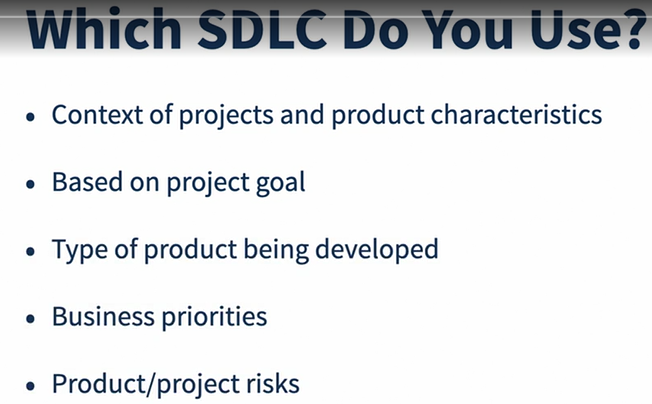 Which SDLC Do You Use?
• Context of projects and product characteristics
• Based on project goal
• Type of product being developed
• Business priorities
• Product/project risks